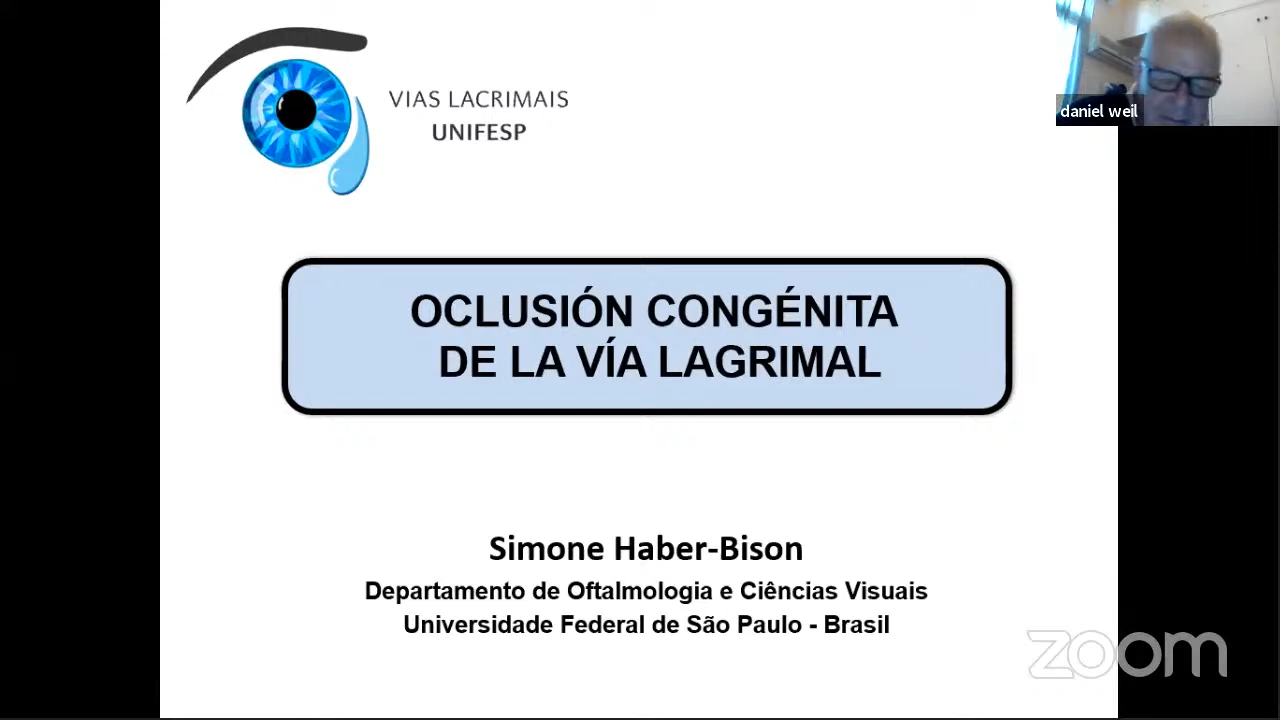 VIAS LACRIMAIS
UNIFESP
daniel weil
OCLUSIÓN CONGÉNITA
DE LA VÍA LAGRIMAL
Simone Haber-Bison
Departamento de Oftalmologia e Ciências Visuais
Universidade Federal de São Paulo - Brasil
zoom